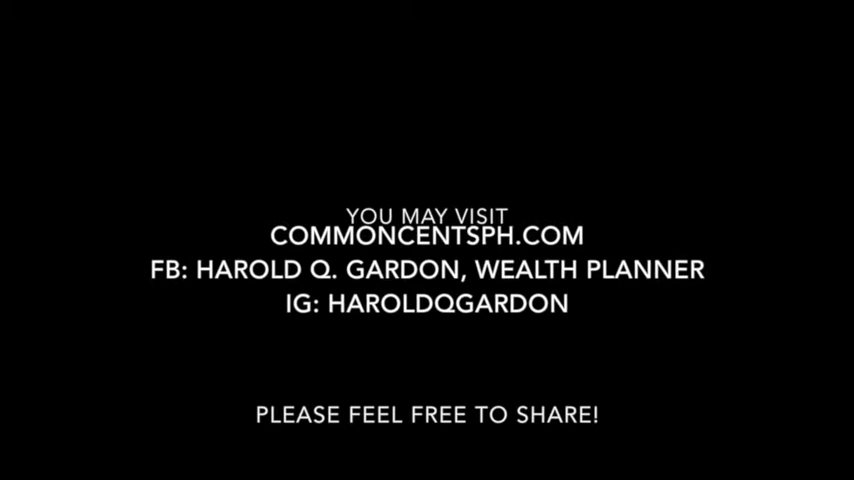 YOU MAY VISIT
COMMONCENTSPH.COM
FB: HAROLD Q. GARDON, WEALTH PLANNER
IG: HAROLDQGARDON
PLEASE FEEL FREE TO SHARE!